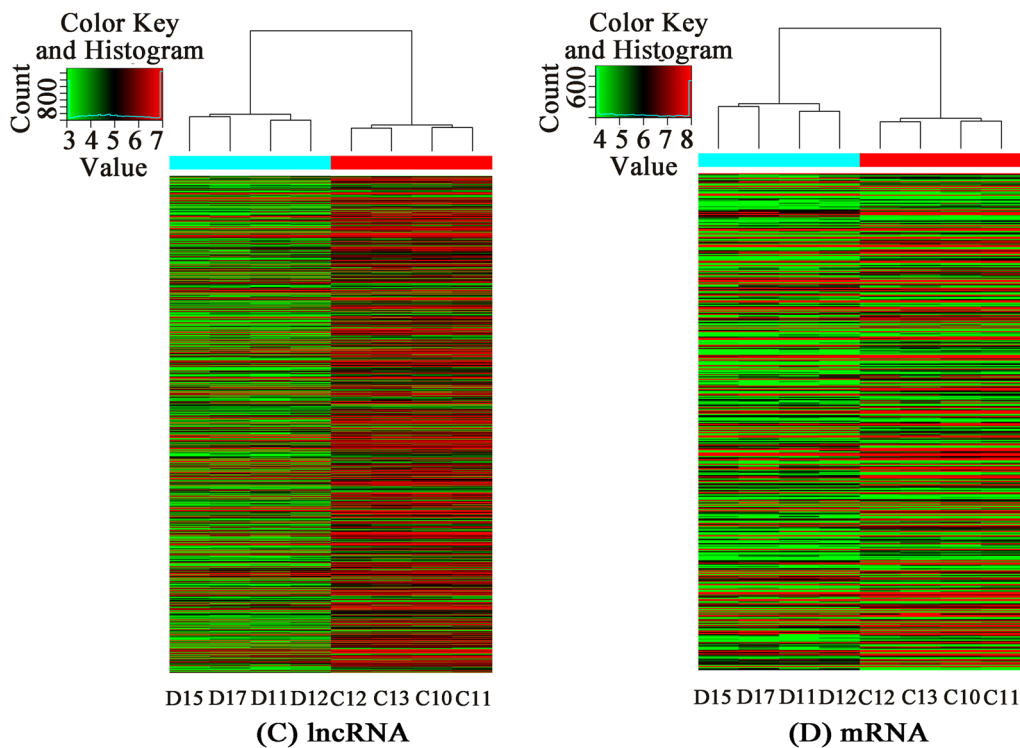 Color Key
and Histogram
Count
800
3 4 5 6 7
Value
D15 D17 D11 D12 C12 C13 C10 C11
(C) lncRNA
Color Key
and Histogram
Count
600
4 5 6 7 8
Value
D15 D17 D11 D12 C12 C13 C10 C11
(D) mRNA